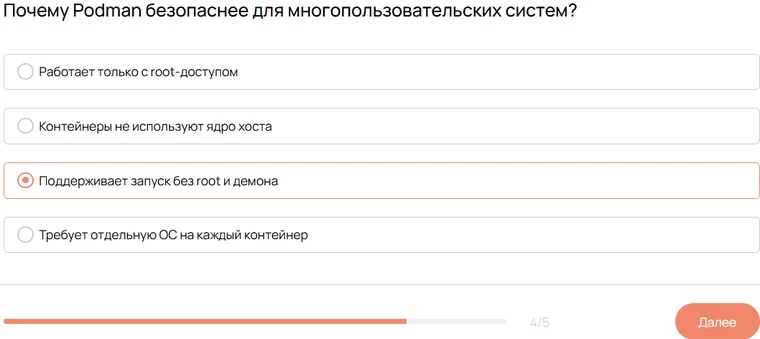 Почему Podman безопаснее для многопользовательских систем?
Работает только с root-доступом
Контейнеры не используют ядро хоста
Поддерживает запуск без root и демона
Требует отдельную ОС на каждый контейнер
4/5
Далее